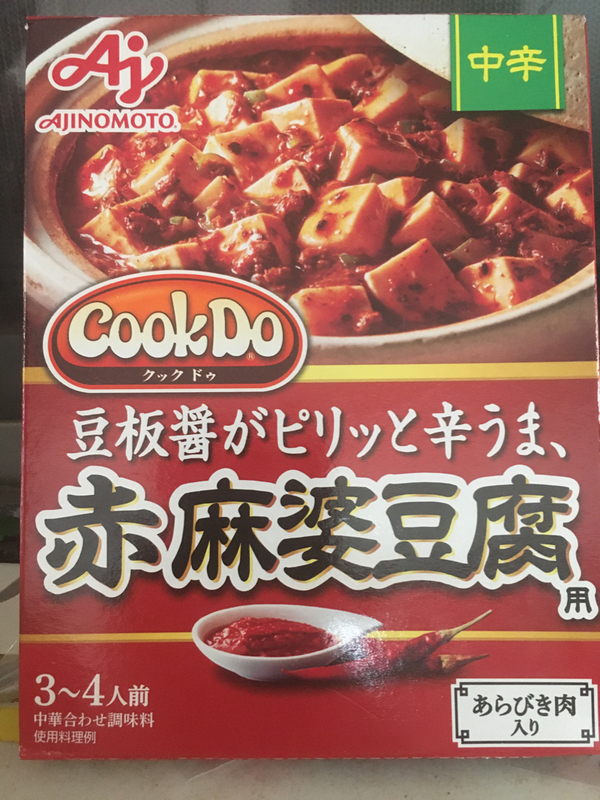 Aj
AJINOMOTO®
中辛
CookDo®
クックドゥ
豆板醤がピリッと辛うま、
赤麻婆豆腐用
3〜4人前
中華合わせ調味料
使用料理例
あらびき肉
入り